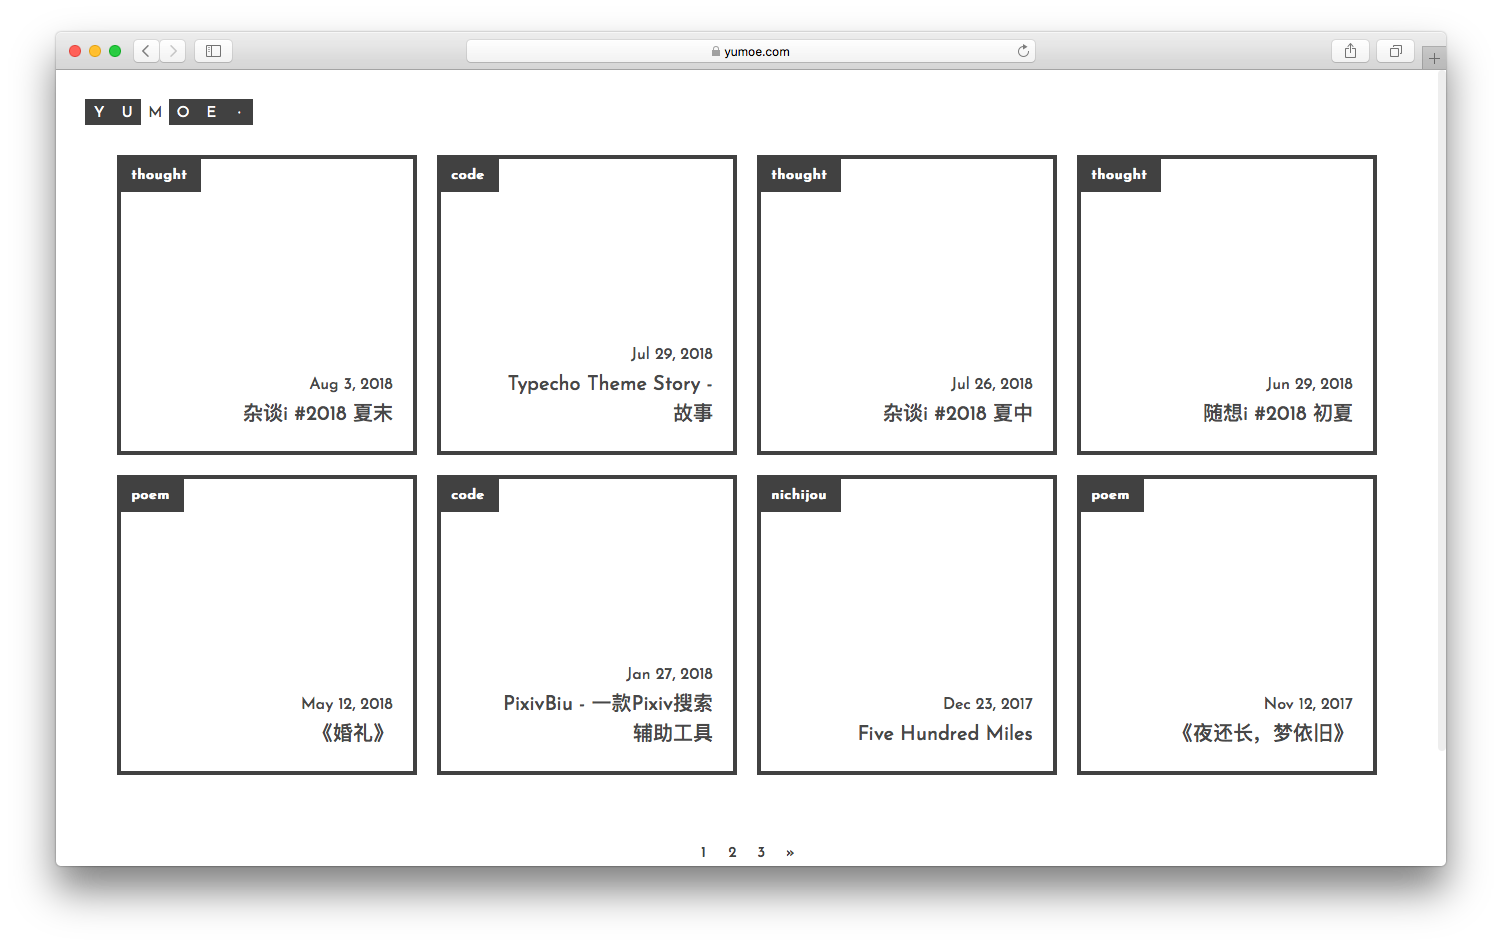 yumoe.com
Y U M O E ·
thought
Aug 3, 2018
杂谈i #2018 夏末
code
Jul 29, 2018
Typecho Theme Story -
故事
thought
Jul 26, 2018
杂谈i #2018 夏中
thought
Jun 29, 2018
随想i #2018 初夏
poem
May 12, 2018
《婚礼》
code
Jan 27, 2018
PixivBiu - 一款Pixiv搜索
辅助工具
nichijou
Dec 23, 2017
Five Hundred Miles
poem
Nov 12, 2017
《夜还长，梦依旧》
1 2 3 »